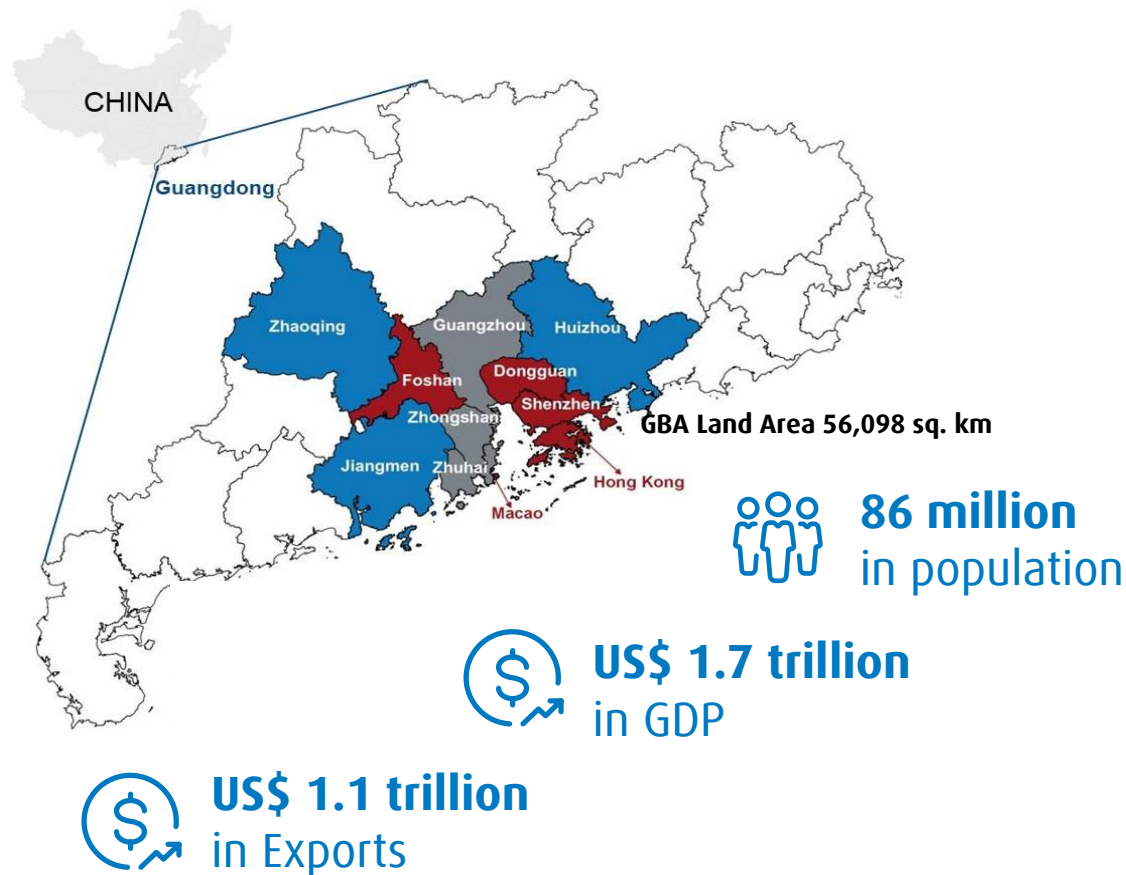 CHINA
Guangdong
Zhaoqing
Guangzhou
Huizhou
Foshan
Dongguan
Shenzhen
Zhongshan
GBA Land Area 56,098 sq. km
Jiangmen
Zhuhai
Hong Kong
Macao
86 million
in population
US$ 1.7 trillion
in GDP
US$ 1.1 trillion
in Exports